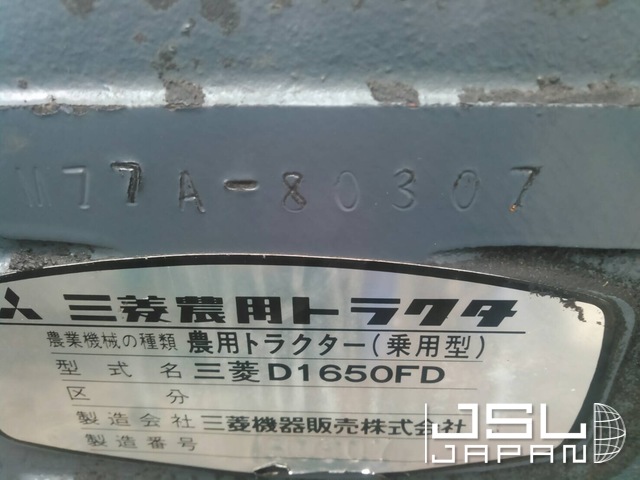 M77A-80307
三菱農用トラクタ
農業機械の種類 農用トラクター(乗用型)
型式名 三菱D1650FD
区分
製造会社 三菱機器販売株式会社
製造番号
JSL
JAPAN